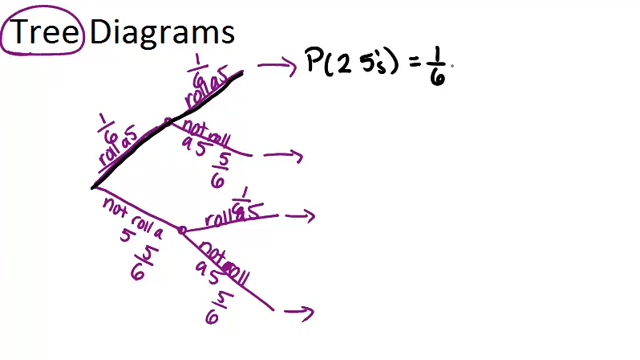 Tree Diagrams
P(2 5's) = 1/6
1/6
roll a 5
1/6
roll a 5
not roll
a 5
5/6
not roll a
5
5/6
1/6
roll a 5
not roll
a 5
5/6